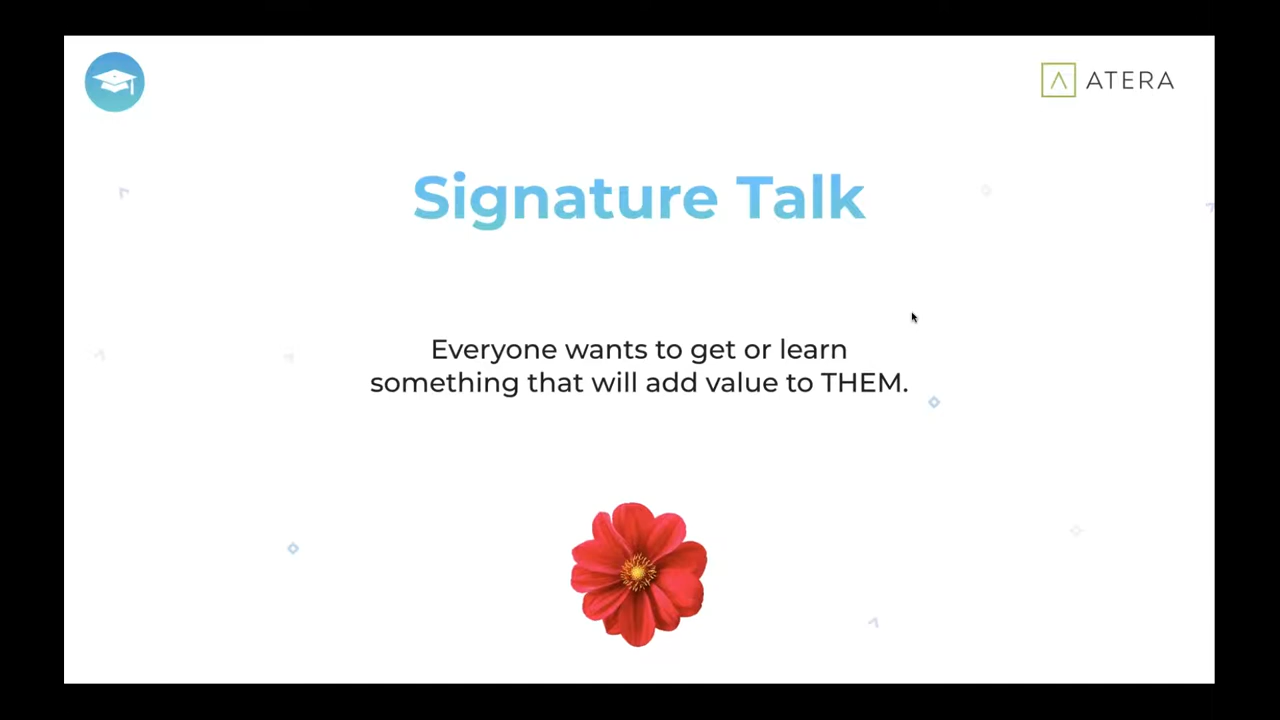 ATERA
Signature Talk
Everyone wants to get or learn
something that will add value to THEM.